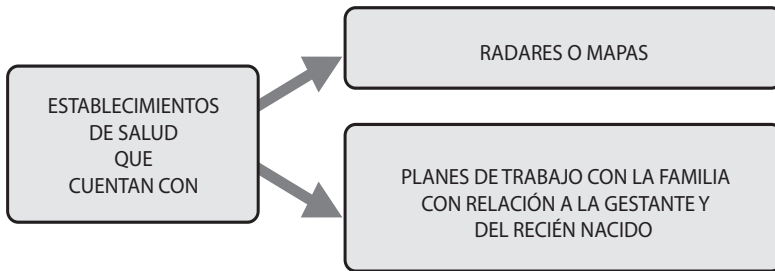 ESTABLECIMIENTOS
DE SALUD
QUE
CUENTAN CON
RADARES O MAPAS
PLANES DE TRABAJO CON LA FAMILIA
CON RELACIÓN A LA GESTANTE Y
DEL RECIÉN NACIDO